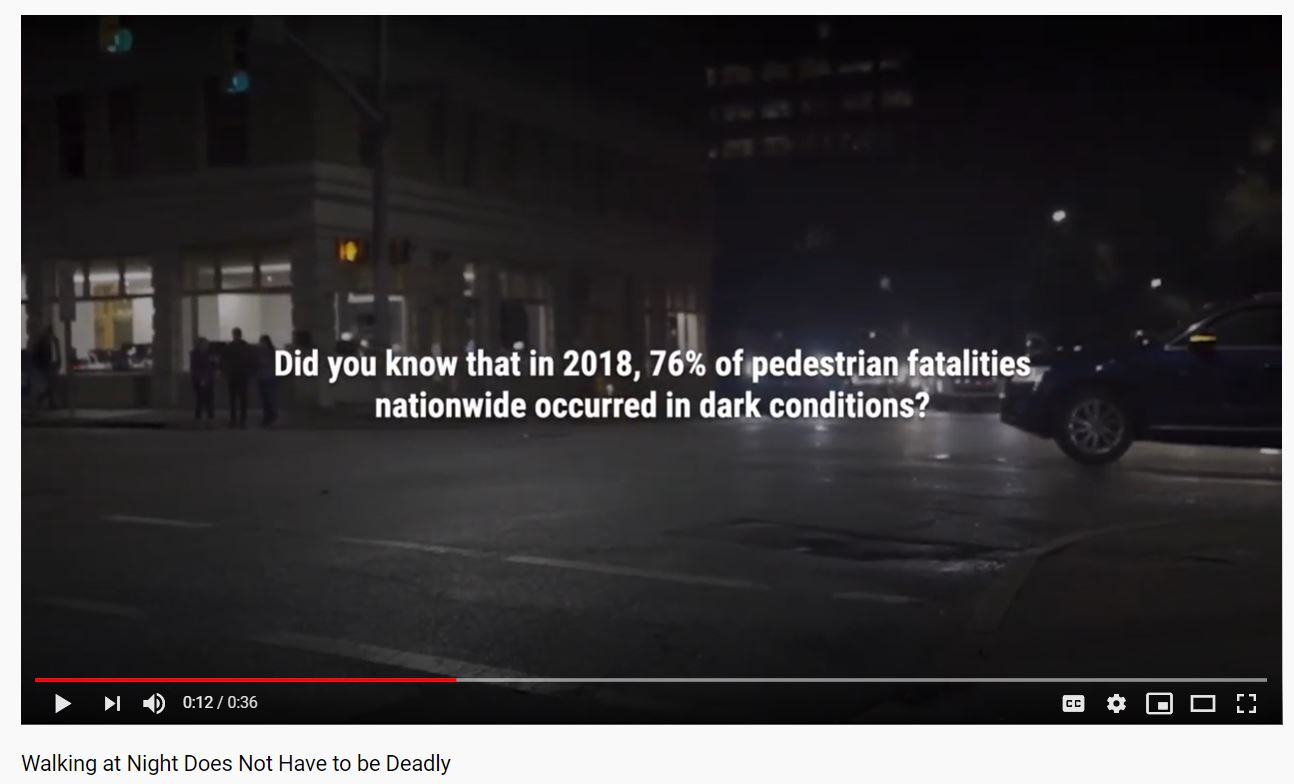 Did you know that in 2018, 76% of pedestrian fatalities
nationwide occurred in dark conditions?
0:12 / 0:36
CC
Walking at Night Does Not Have to be Deadly